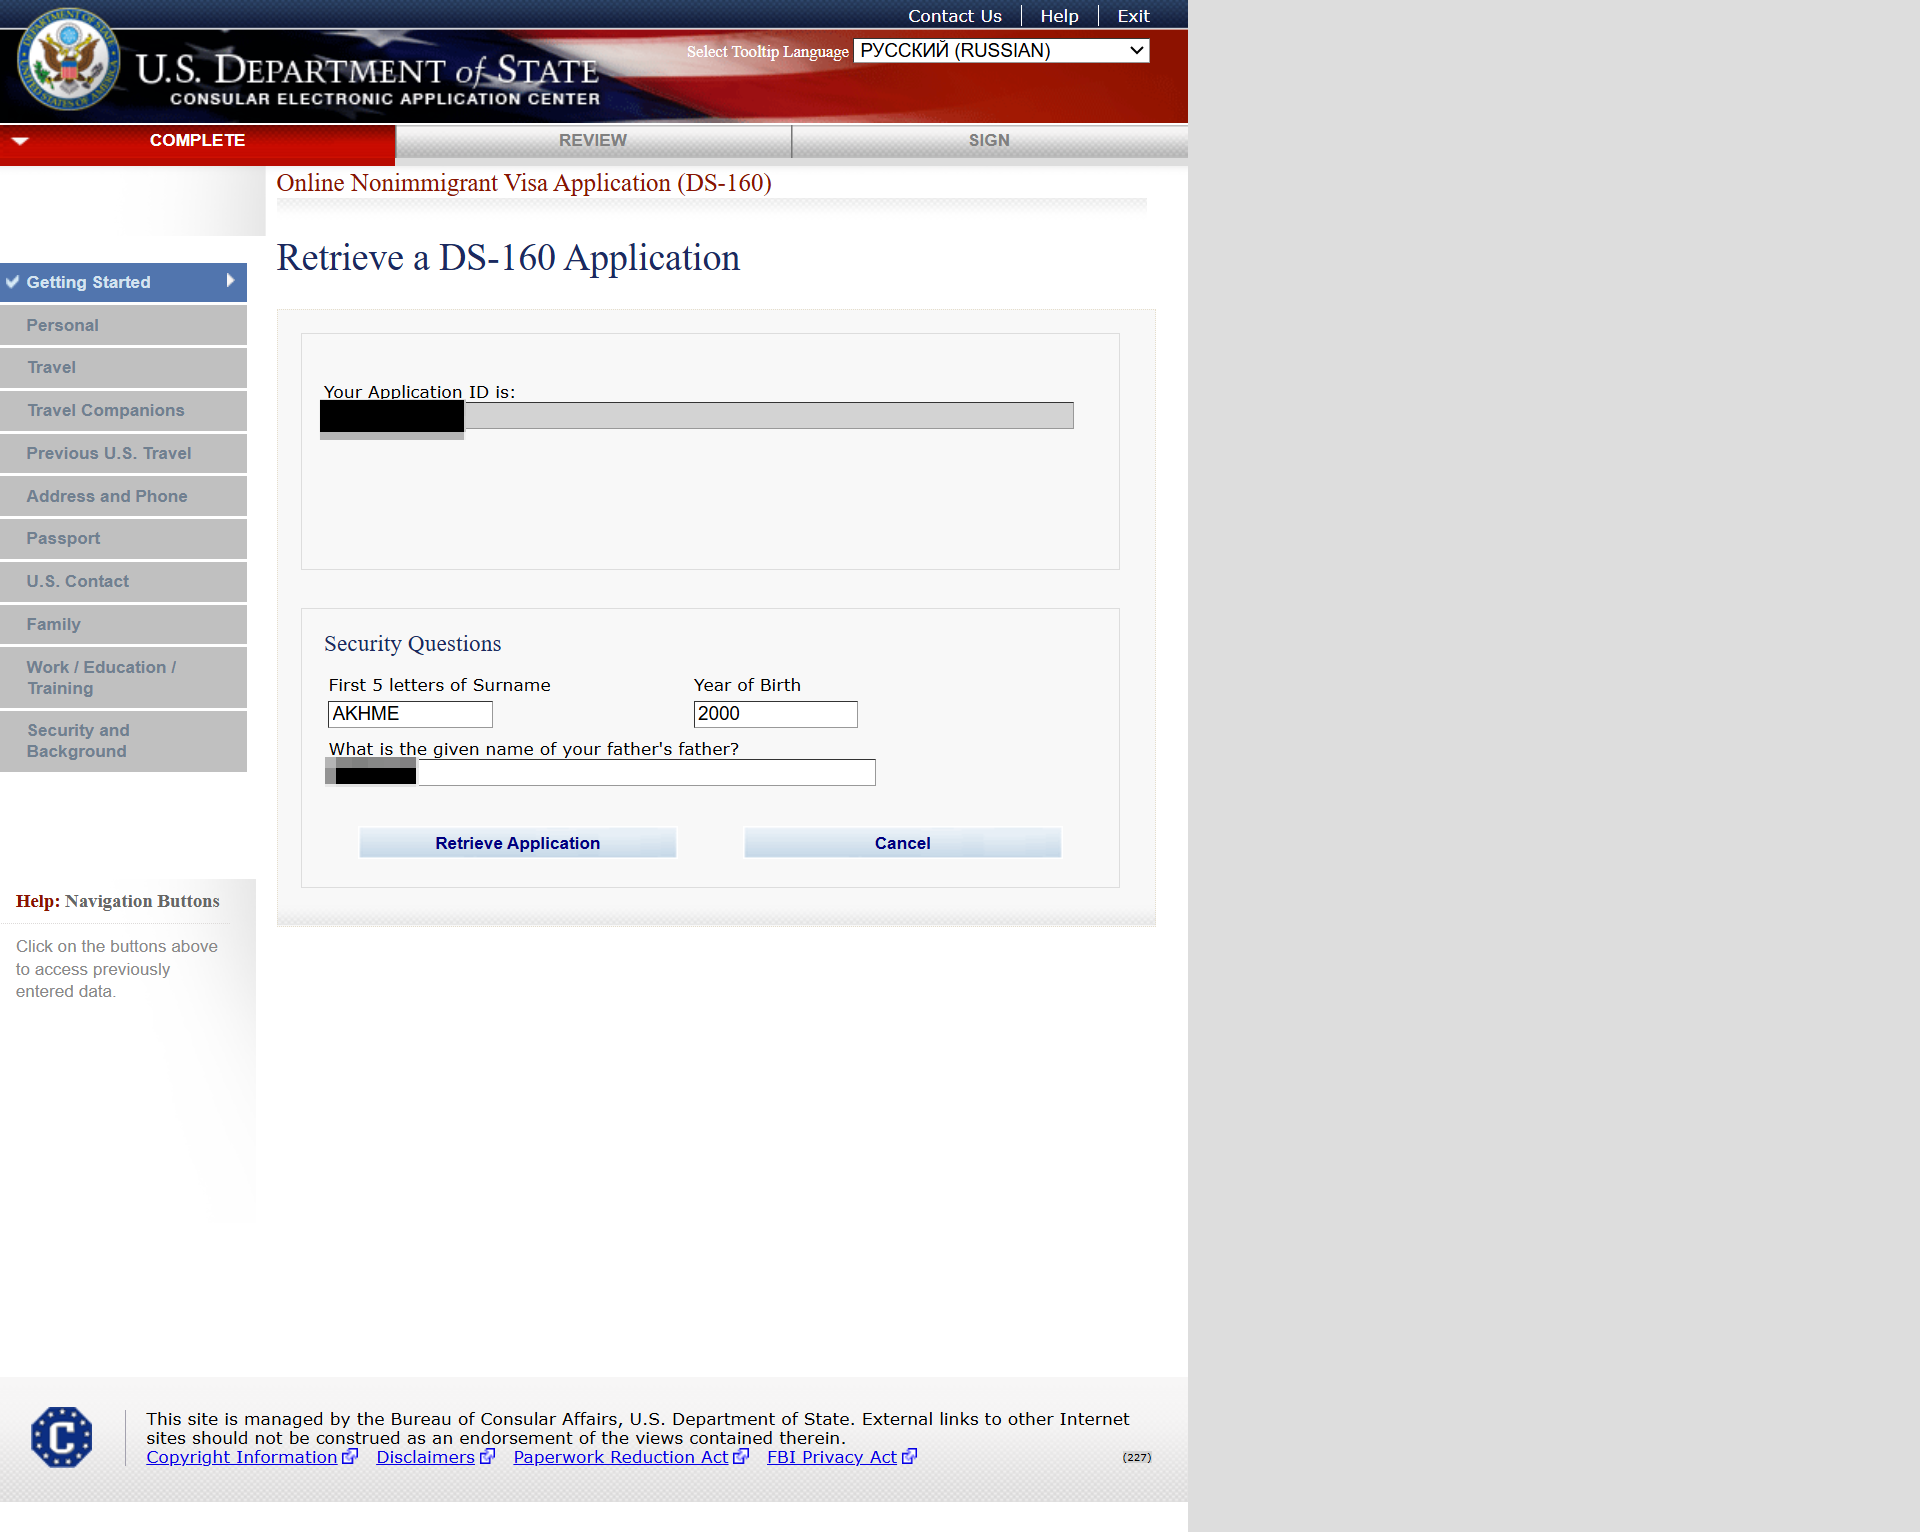 Contact Us
Help
Exit
Select Tooltip Language
РУССКИЙ (RUSSIAN)
U.S. DEPARTMENT of STATE
CONSULAR ELECTRONIC APPLICATION CENTER
COMPLETE
REVIEW
SIGN
Online Nonimmigrant Visa Application (DS-160)
Retrieve a DS-160 Application
Getting Started
Personal
Travel
Travel Companions
Previous U.S. Travel
Address and Phone
Passport
U.S. Contact
Family
Work / Education /
Training
Security and
Background
Your Application ID is:
Security Questions
First 5 letters of Surname
Year of Birth
AKHME
2000
What is the given name of your father's father?
Retrieve Application
Cancel
Help: Navigation Buttons
Click on the buttons above
to access previously
entered data.
C
This site is managed by the Bureau of Consular Affairs, U.S. Department of State. External links to other Internet
sites should not be construed as an endorsement of the views contained therein.
Copyright Information
Disclaimers
Paperwork Reduction Act
FBI Privacy Act
(227)